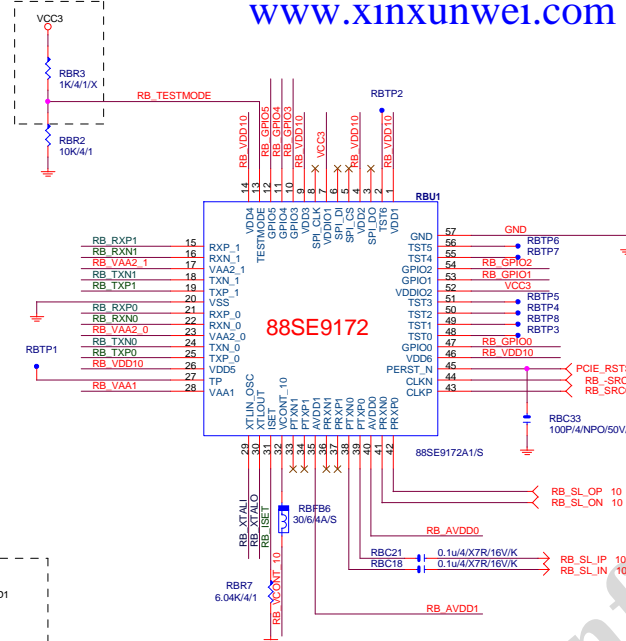 www.xinxunwei.com
VCC3
RBR3
1K/4/1/X
RB_TESTMODE
RBR2
10K/4/1
RBTP2
RB_VDD10
RB_GPIO5
RB_GPIO4
RB_GPIO3
RB_VDD10
VCC3
RB_VDD10
RB_VDD10
14
13
12
11
10
9
8
7
6
5
4
3
2
1
RBU1
VDD4
TESTMODE
GPIO5
GPIO4
GPIO3
VDD3
SPI_CLK
VDDIO1
SPI_DI
SPI_CS
VDD2
SPI_DO
TST6
VDD1
RB_RXP1 15 RXP_1
RB_RXN1 16 RXN_1
RB_VAA2_1 17 VAA2_1
RB_TXN1 18 TXN_1
RB_TXP1 19 TXP_1
20 VSS
RB_RXP0 21 RXP_0
RB_RXN0 22 RXN_0
RB_VAA2_0 23 VAA2_0
RB_TXN0 24 TXN_0
RB_TXP0 25 TXP_0
RB_VDD10 26 VDD5
RBTP1
27 TP
RB_VAA1 28 VAA1
88SE9172
GND 57 GND
TST5 56 RBTP6
TST4 55 RBTP7
GPIO2 54 RB_GPIO2
GPIO1 53 RB_GPIO1
VDDIO2 52 VCC3
TST3 51 RBTP5
TST2 50 RBTP4
TST1 49 RBTP8
TST0 48 RBTP3
GPIO0 47 RB_GPIO0
VDD6 46 RB_VDD10
PERST_N 45
CLKN 44
CLKP 43
PCIE_RST
RB_-SRC
RB_SRC
RBC33
100P/4/NPO/50V/
XTLIN_OSC
XTLOUT
ISET
VCONT_10
PTXN1
PTXP1
AVDD1
PRXN1
PRXP1
PTXN0
PTXP0
AVDD0
PRXN0
PRXP0
88SE9172A1/S
29
30
31
32
33
34
35
36
37
38
39
40
41
42
RB_XTALI
RB_XTALO
RB_ISET
RB_VCONT_10
RBFB6
30/6/4A/S
RBR7
6.04K/4/1
RB_SL_OP 10
RB_SL_ON 10
RB_AVDD0
RBC21 0.1u/4/X7R/16V/K
RBC18 0.1u/4/X7R/16V/K
RB_SL_IP 10
RB_SL_IN 10
RB_AVDD1